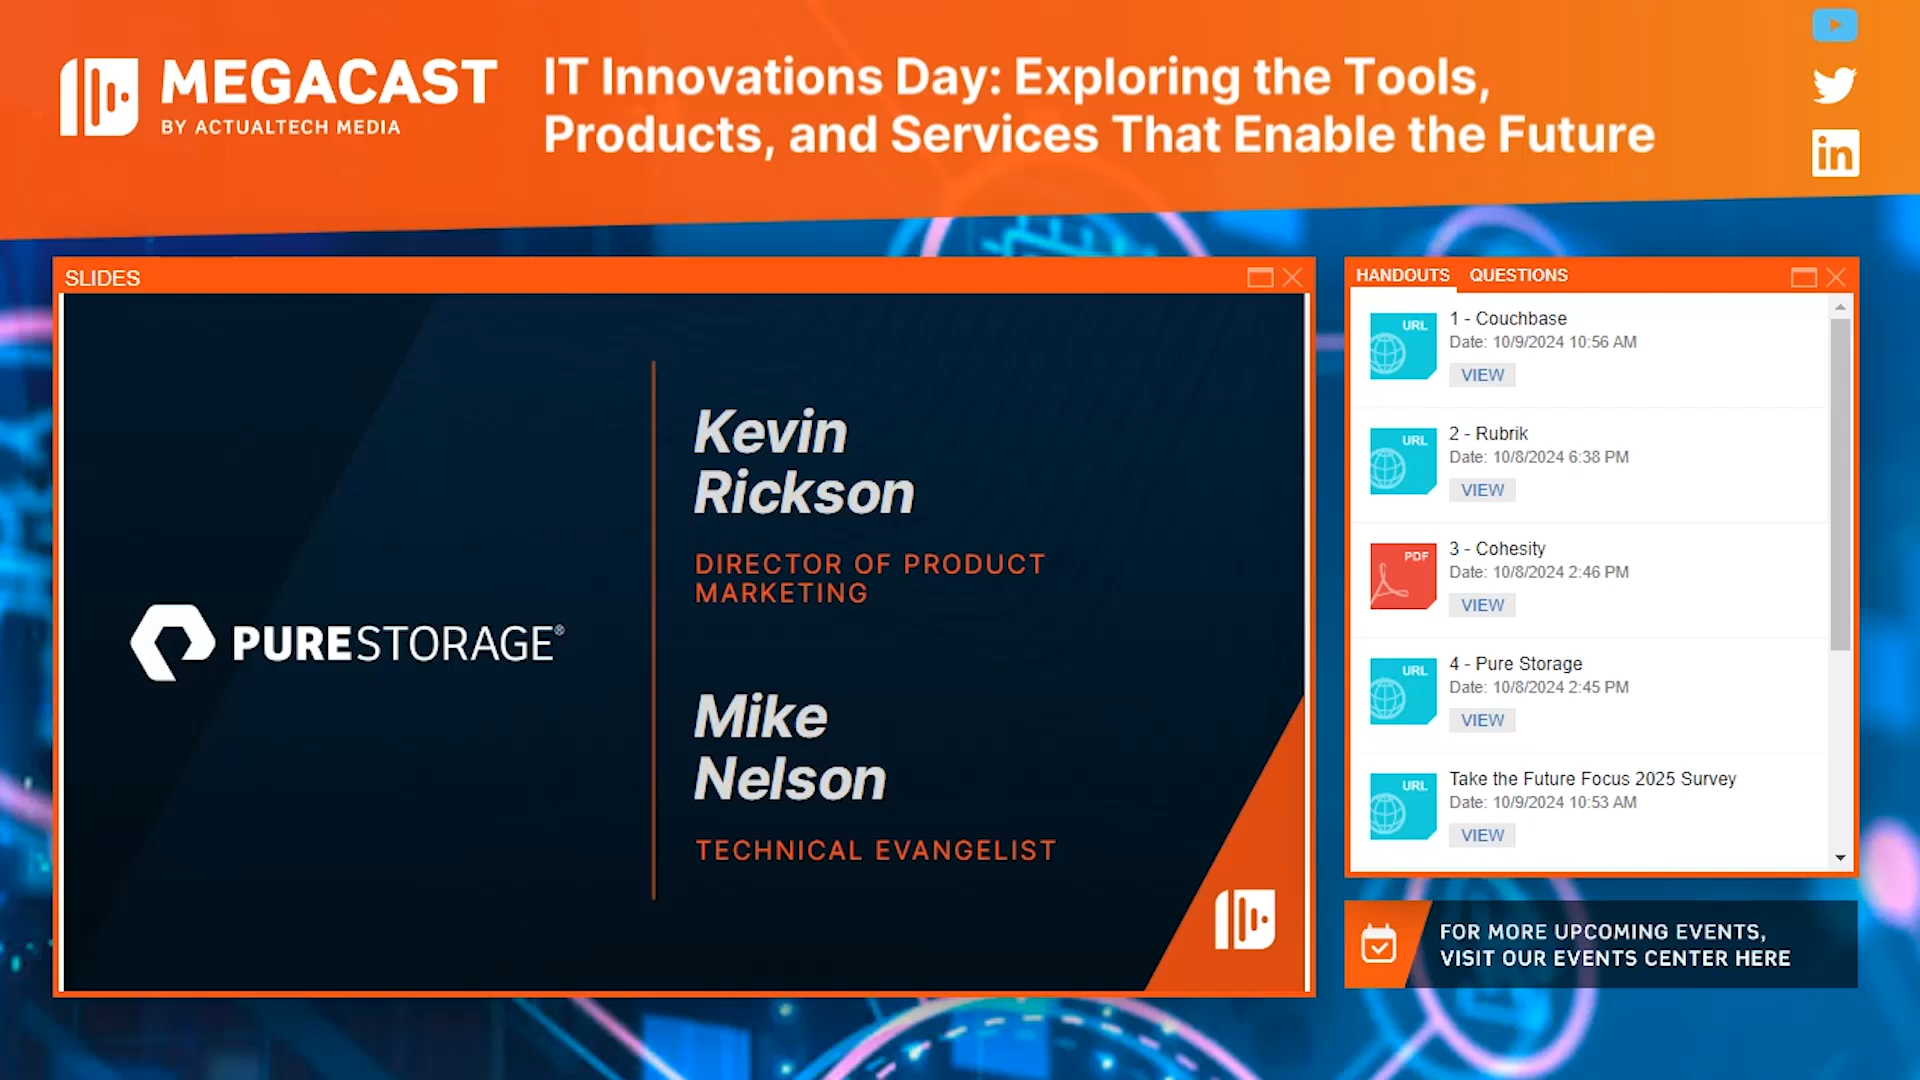 MEGACAST
BY ACTUALTECH MEDIA
IT Innovations Day: Exploring the Tools,
Products, and Services That Enable the Future
in
SLIDES
PURESTORAGE®
Kevin
Rickson
DIRECTOR OF PRODUCT
MARKETING
Mike
Nelson
TECHNICAL EVANGELIST
HANDOUTS QUESTIONS
URL
1 - Couchbase
Date: 10/9/2024 10:56 AM
VIEW
URL
2 - Rubrik
Date: 10/8/2024 6:38 PM
VIEW
PDF
3 - Cohesity
Date: 10/8/2024 2:46 PM
VIEW
URL
4 - Pure Storage
Date: 10/8/2024 2:45 PM
VIEW
URL
Take the Future Focus 2025 Survey
Date: 10/9/2024 10:53 AM
VIEW
FOR MORE UPCOMING EVENTS,
VISIT OUR EVENTS CENTER HERE